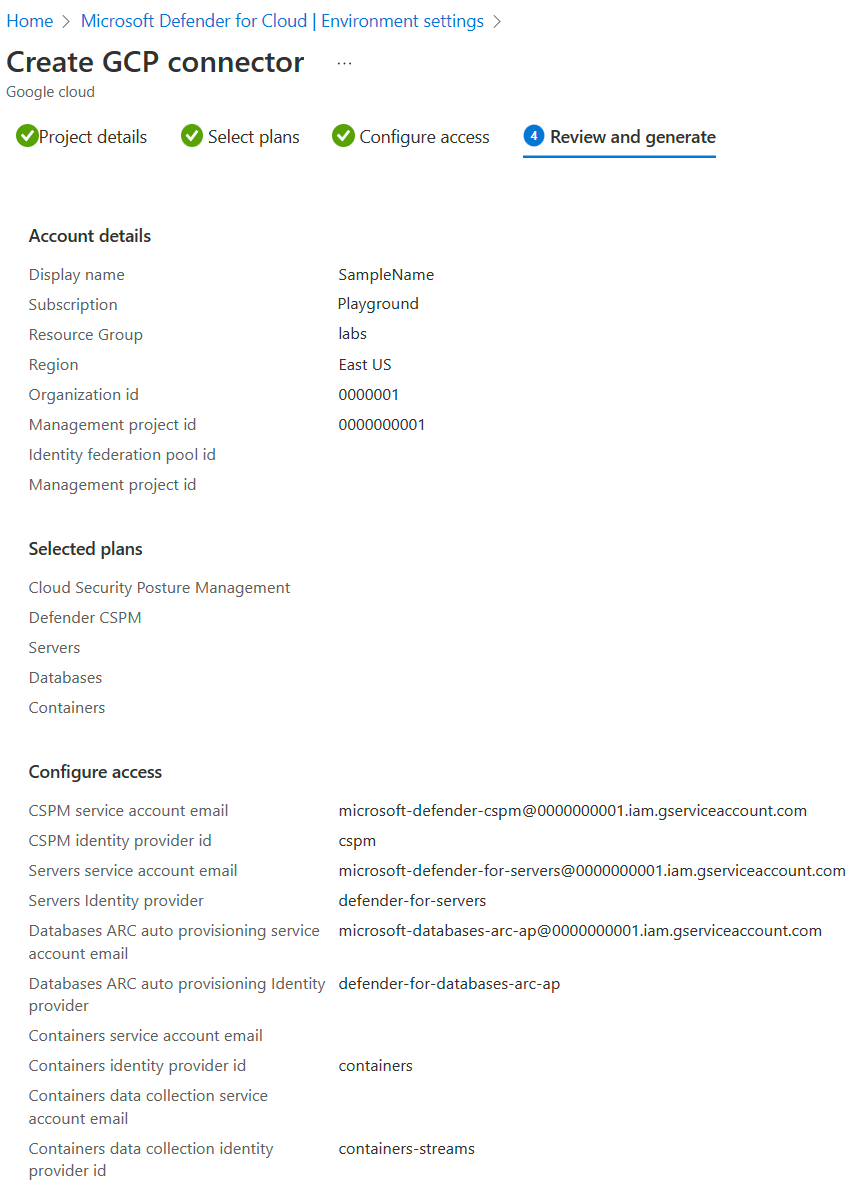 Home > Microsoft Defender for Cloud | Environment settings >
Create GCP connector ...
Google cloud
Project details Select plans Configure access 4 Review and generate
Account details
Display name SampleName
Subscription Playground
Resource Group labs
Region East US
Organization id 0000001
Management project id 0000000001
Identity federation pool id
Management project id
Selected plans
Cloud Security Posture Management
Defender CSPM
Servers
Databases
Containers
Configure access
CSPM service account email microsoft-defender-cspm@0000000001.iam.gserviceaccount.com
CSPM identity provider id cspm
Servers service account email microsoft-defender-for-servers@0000000001.iam.gserviceaccount.com
Servers Identity provider defender-for-servers
Databases ARC auto provisioning service microsoft-databases-arc-ap@0000000001.iam.gserviceaccount.com
account email
Databases ARC auto provisioning Identity defender-for-databases-arc-ap
provider
Containers service account email
Containers identity provider id containers
Containers data collection service
account email
Containers data collection identity containers-streams
provider id